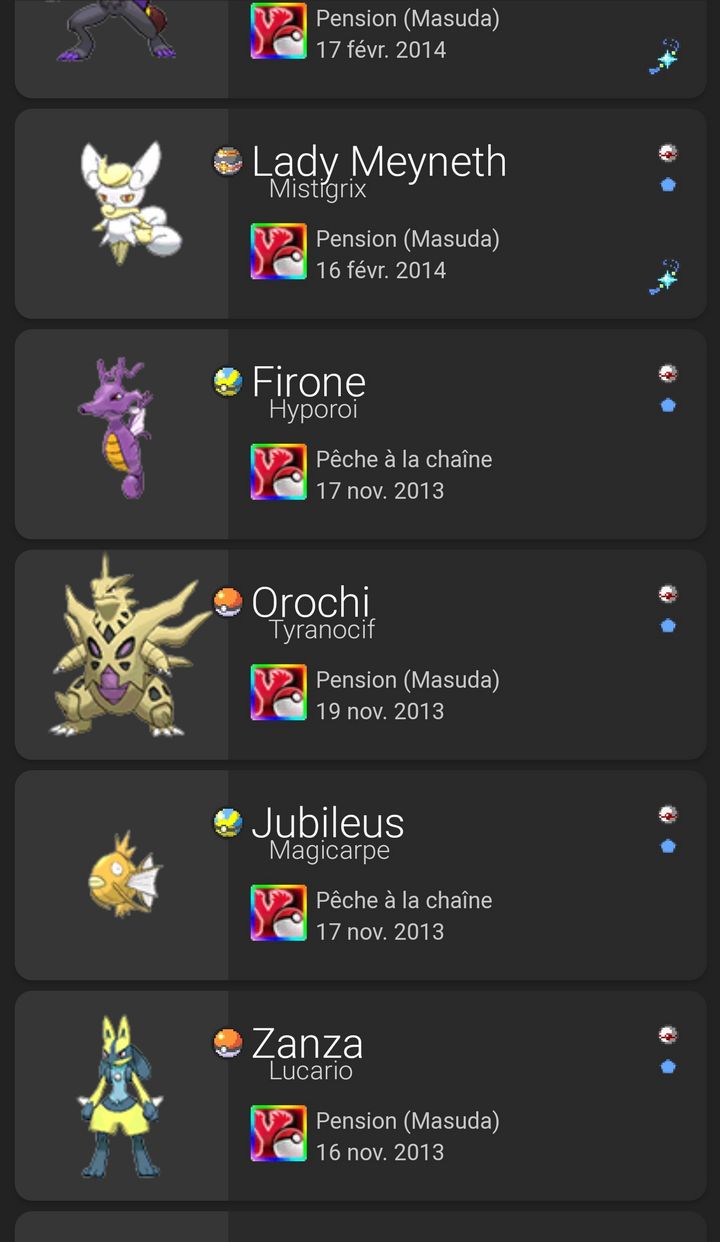 Pension (Masuda)
17 févr. 2014
Lady Meyneth
Mistigrix
Pension (Masuda)
16 févr. 2014
Firone
Hyporoi
Pêche à la chaîne
17 nov. 2013
Orochi
Tyranocif
Pension (Masuda)
19 nov. 2013
Jubileus
Magicarpe
Pêche à la chaîne
17 nov. 2013
Zanza
Lucario
Pension (Masuda)
16 nov. 2013